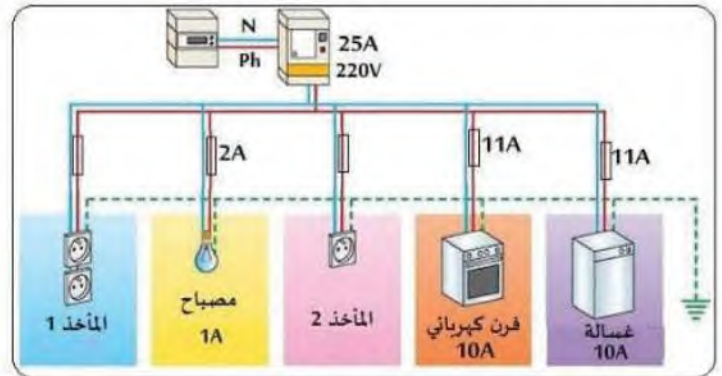 N
Ph
25A
220V
2A
11A
11A
المأخذ 1
مصباح
1A
المأخذ 2
فرن كهربائي
10A
غسالة
10A